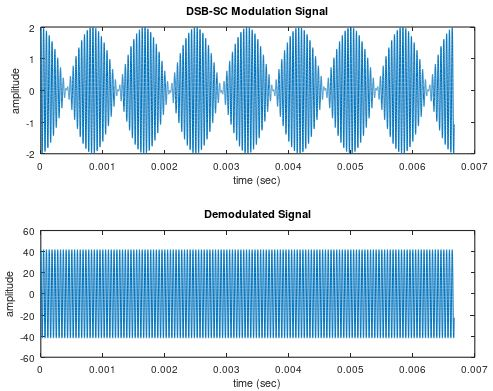 DSB-SC Modulation Signal
2
1
0
-1
-2
amplitude
0 0.001 0.002 0.003 0.004 0.005 0.006 0.007
time (sec)
Demodulated Signal
60
40
20
0
-20
-40
-60
amplitude
0 0.001 0.002 0.003 0.004 0.005 0.006 0.007
time (sec)